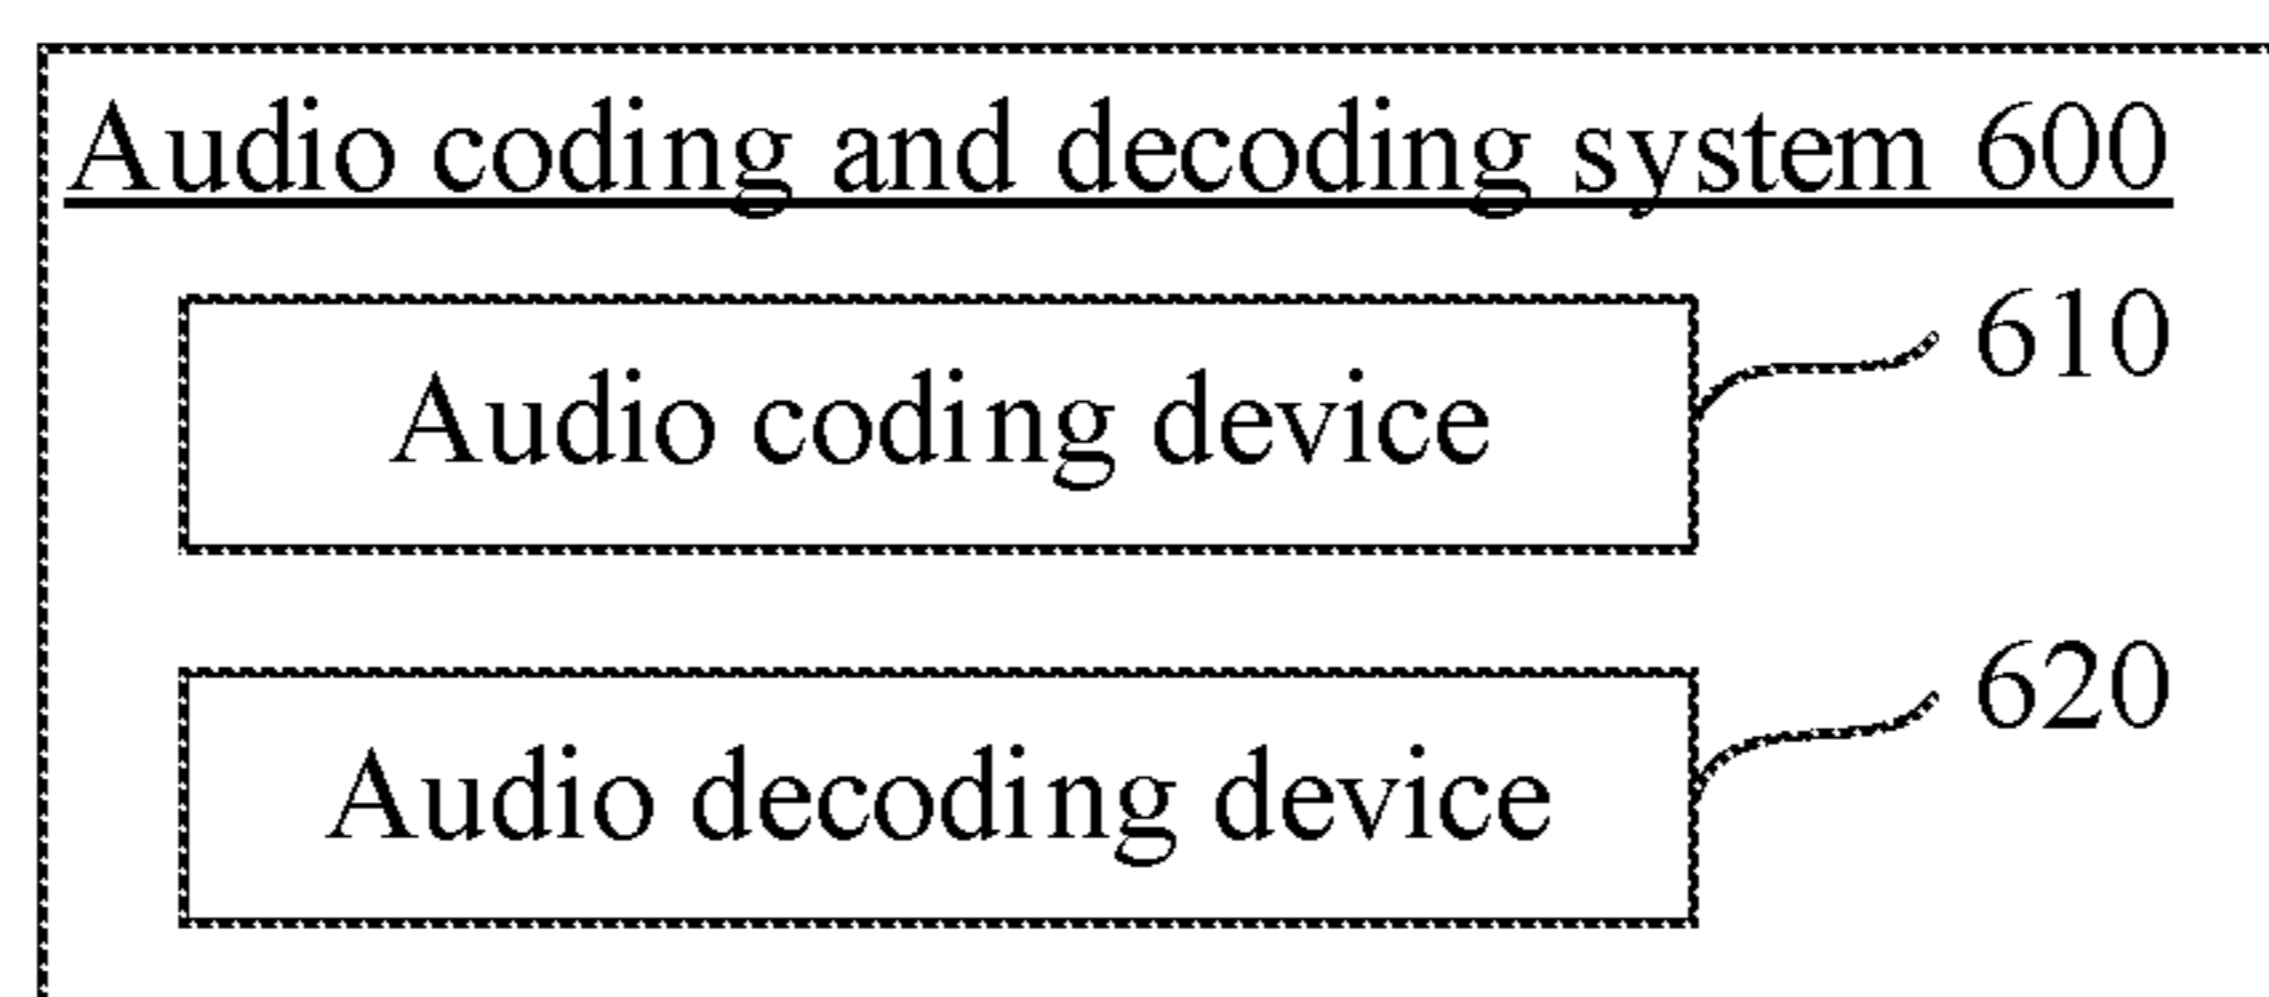 Audio coding and decoding system 600
610
Audio coding device
620
Audio decoding device